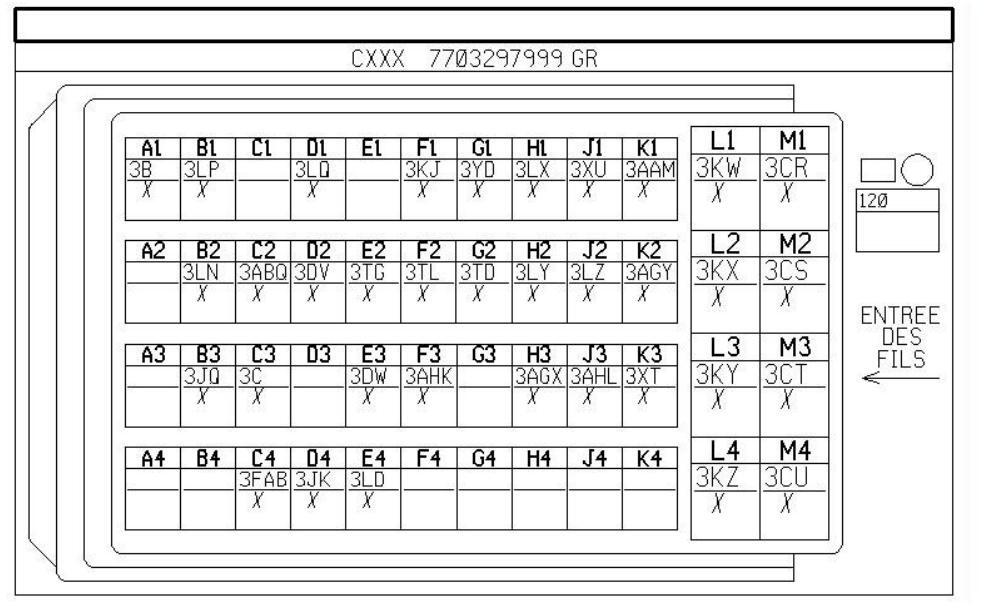 CXXX 7703297999 GR
A1 B1 C1 D1 E1 F1 G1 H1 J1 K1 L1 M1
3B 3LP 3LQ 3KJ 3YD 3LX 3XU 3AAM 3KW 3CR
X X X X X X X X X X
120
A2 B2 C2 D2 E2 F2 G2 H2 J2 K2 L2 M2
3LN 3ABQ 3DV 3TG 3TL 3TD 3LY 3LZ 3AGY 3KX 3CS
X X X X X X X X X X X
ENTREE
DES
FILS
A3 B3 C3 D3 E3 F3 G3 H3 J3 K3 L3 M3
3JQ 3C 3DW 3AHK 3AGX 3AHL 3XT 3KY 3CT
X X X X X X X X X
A4 B4 C4 D4 E4 F4 G4 H4 J4 K4 L4 M4
3FAB 3JK 3LD 3KZ 3CU
X X X X X